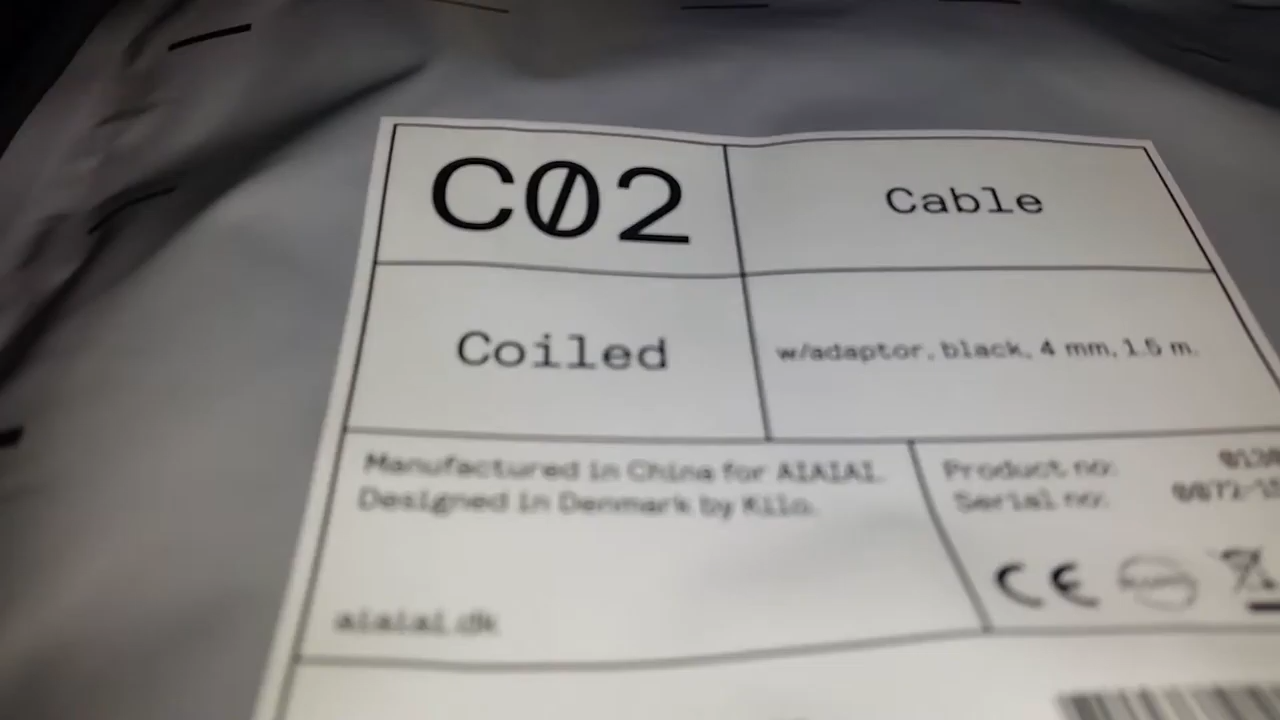 C02
Cable
Coiled
w/adaptor, black, 4 mm, 1.5 m.
Manufactured in China for AIAIAI.
Designed in Denmark by Kilo.
Product no:
Serial no:
CE
aiaiai.dk